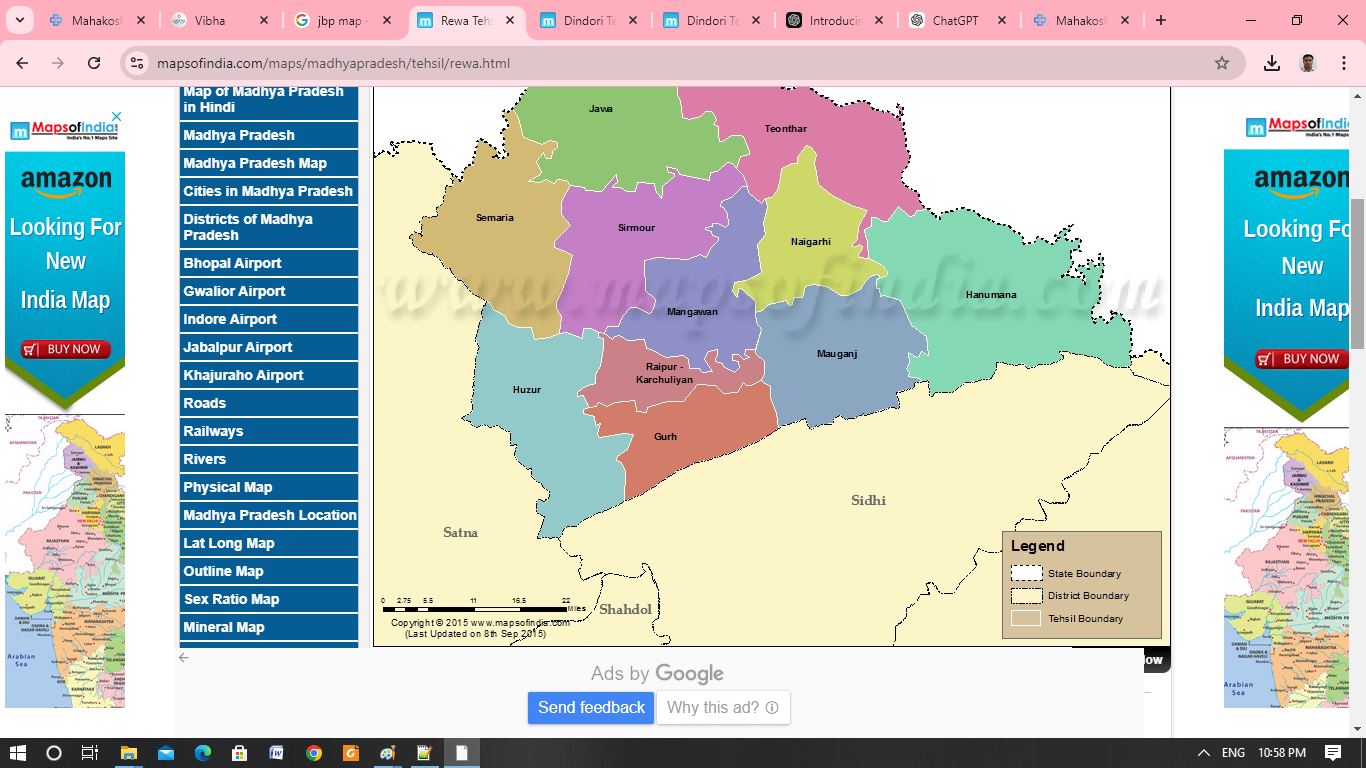 Mahakosh
Vibha
jbp map -
Rewa Tehs
Dindori Te
Dindori Te
Introducin
ChatGPT
Mahakosh
mapsofindia.com/maps/madhyapradesh/tehsil/rewa.html
MapsofIndia
India's No.1 Maps Site
amazon
Looking For
New
India Map
BUY NOW
Map of Madhya Pradesh
in Hindi
Madhya Pradesh
Madhya Pradesh Map
Cities in Madhya Pradesh
Districts of Madhya
Pradesh
Bhopal Airport
Gwalior Airport
Indore Airport
Jabalpur Airport
Khajuraho Airport
Roads
Railways
Rivers
Physical Map
Madhya Pradesh Location
Lat Long Map
Outline Map
Sex Ratio Map
Mineral Map
Jawa
Teonthar
Semaria
Sirmour
Naigarhi
www.mapsofindia.com
Hanumana
Mangawan
Mauganj
Raipur -
Karchuliyan
Huzur
Gurh
Sidhi
Satna
Shahdol
Legend
State Boundary
District Boundary
Tehsil Boundary
0 2.75 5.5 11 16.5 22
Miles
Copyright © 2015 www.mapsofindia.com
(Last Updated on 8th Sep 2015)
MapsofIndia
India's No.1 Maps Site
amazon
Looking Fo
New
India Map
BUY NOW
ow
Ads by Google
Send feedback
Why this ad?
Arabian
Sea
Arabian
Sea
ENG 10:58 PM